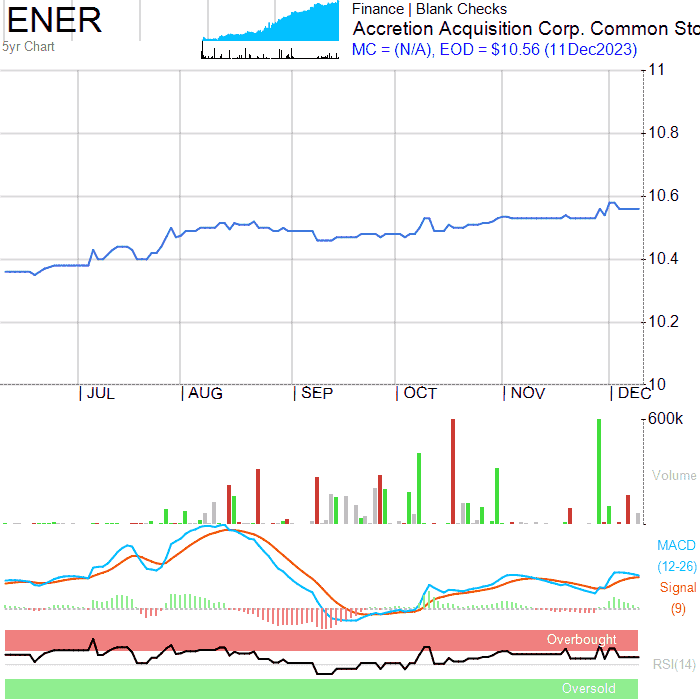 ENER
5yr Chart
Finance | Blank Checks
Accretion Acquisition Corp. Common Sto
MC = (N/A), EOD = $10.56 (11Dec2023)
11
10.8
10.6
10.4
10.2
10
| JUL | AUG | SEP | OCT | NOV | DEC
600k
Volume
MACD
(12-26)
Signal
(9)
Overbought
RSI(14)
Oversold